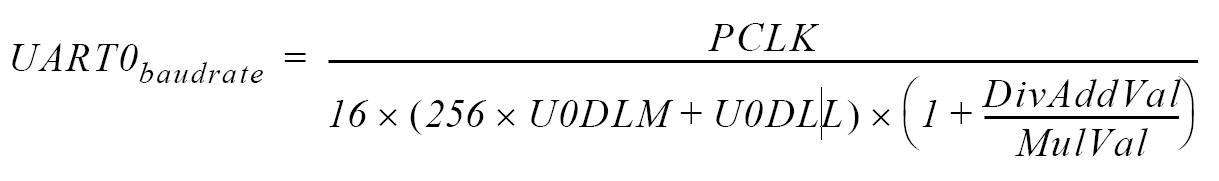 UART0baudrate = PCLK / 16 × (256 × U0DLM + U0DLL) × (1 + DivAddVal / MulVal)